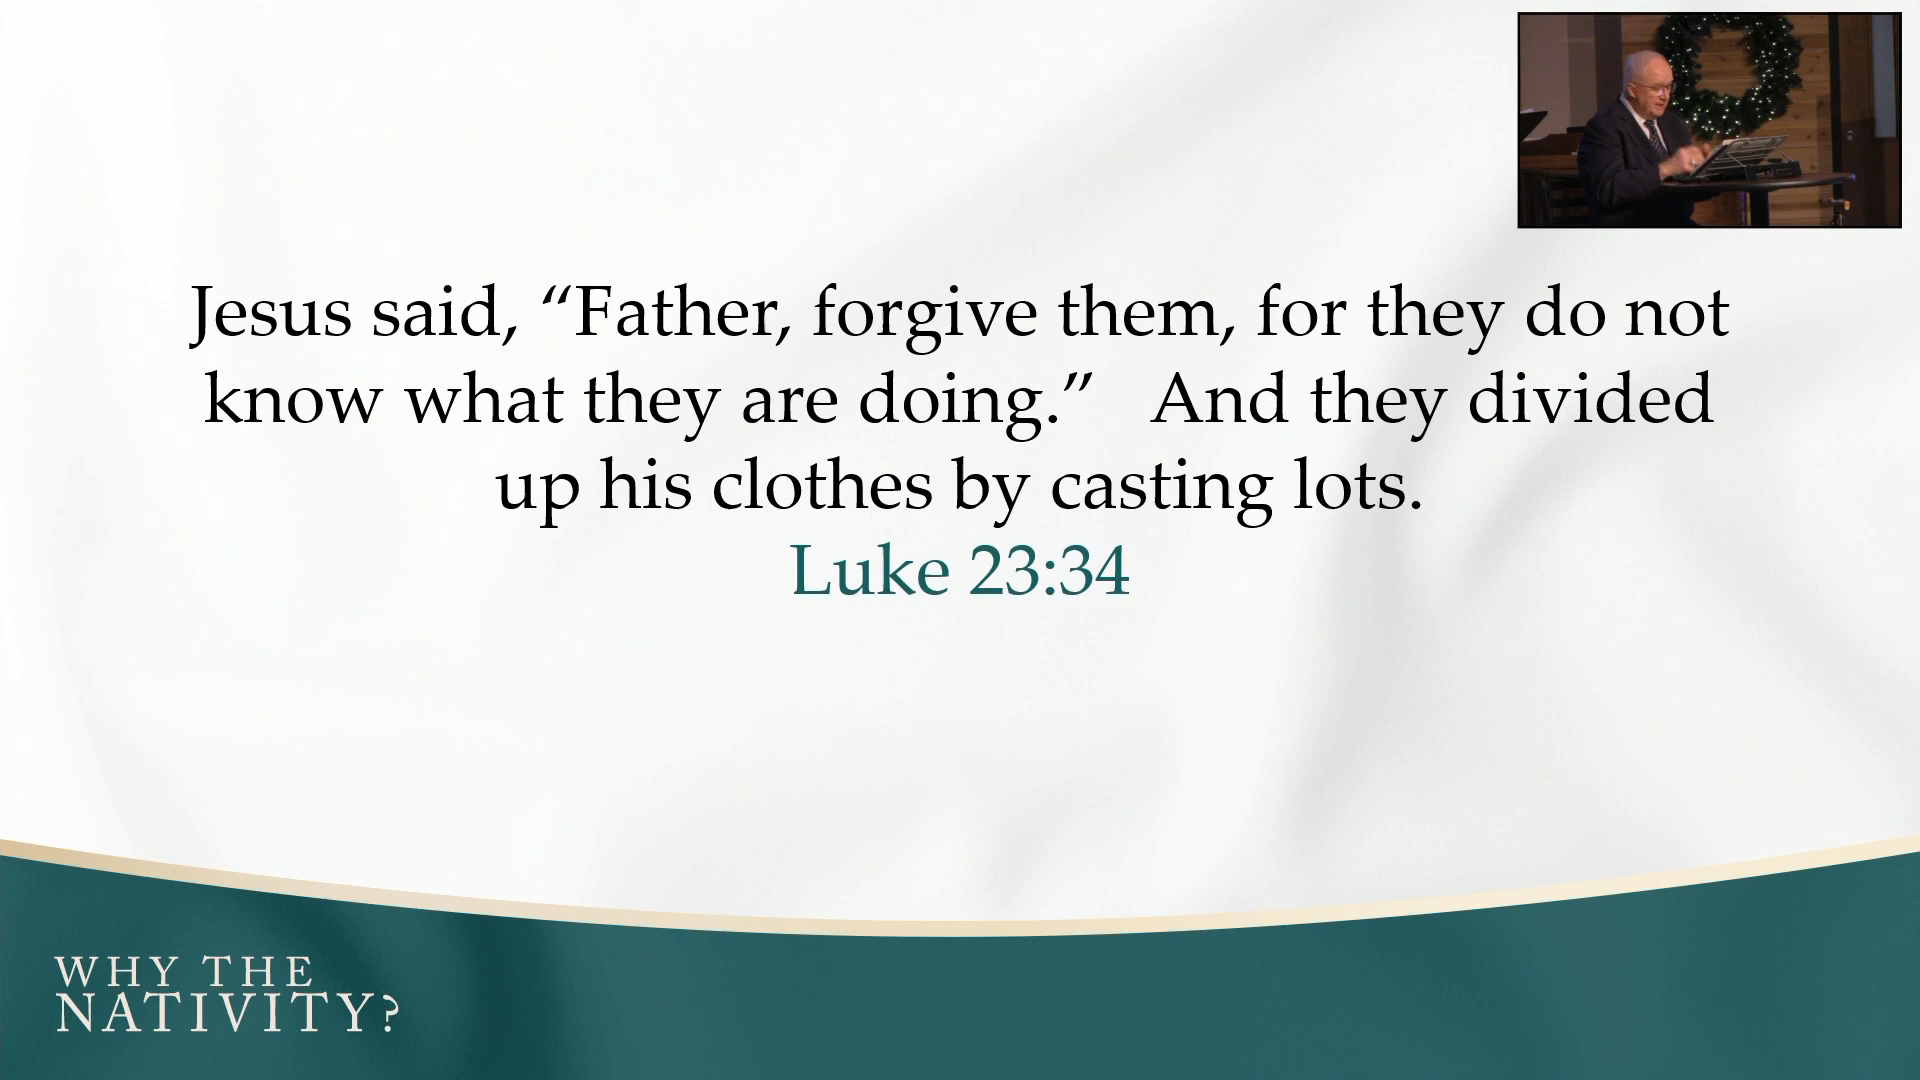 Jesus said, “Father, forgive them, for they do not
know what they are doing.”   And they divided
up his clothes by casting lots.
Luke 23:34
WHY THE
NATIVITY?